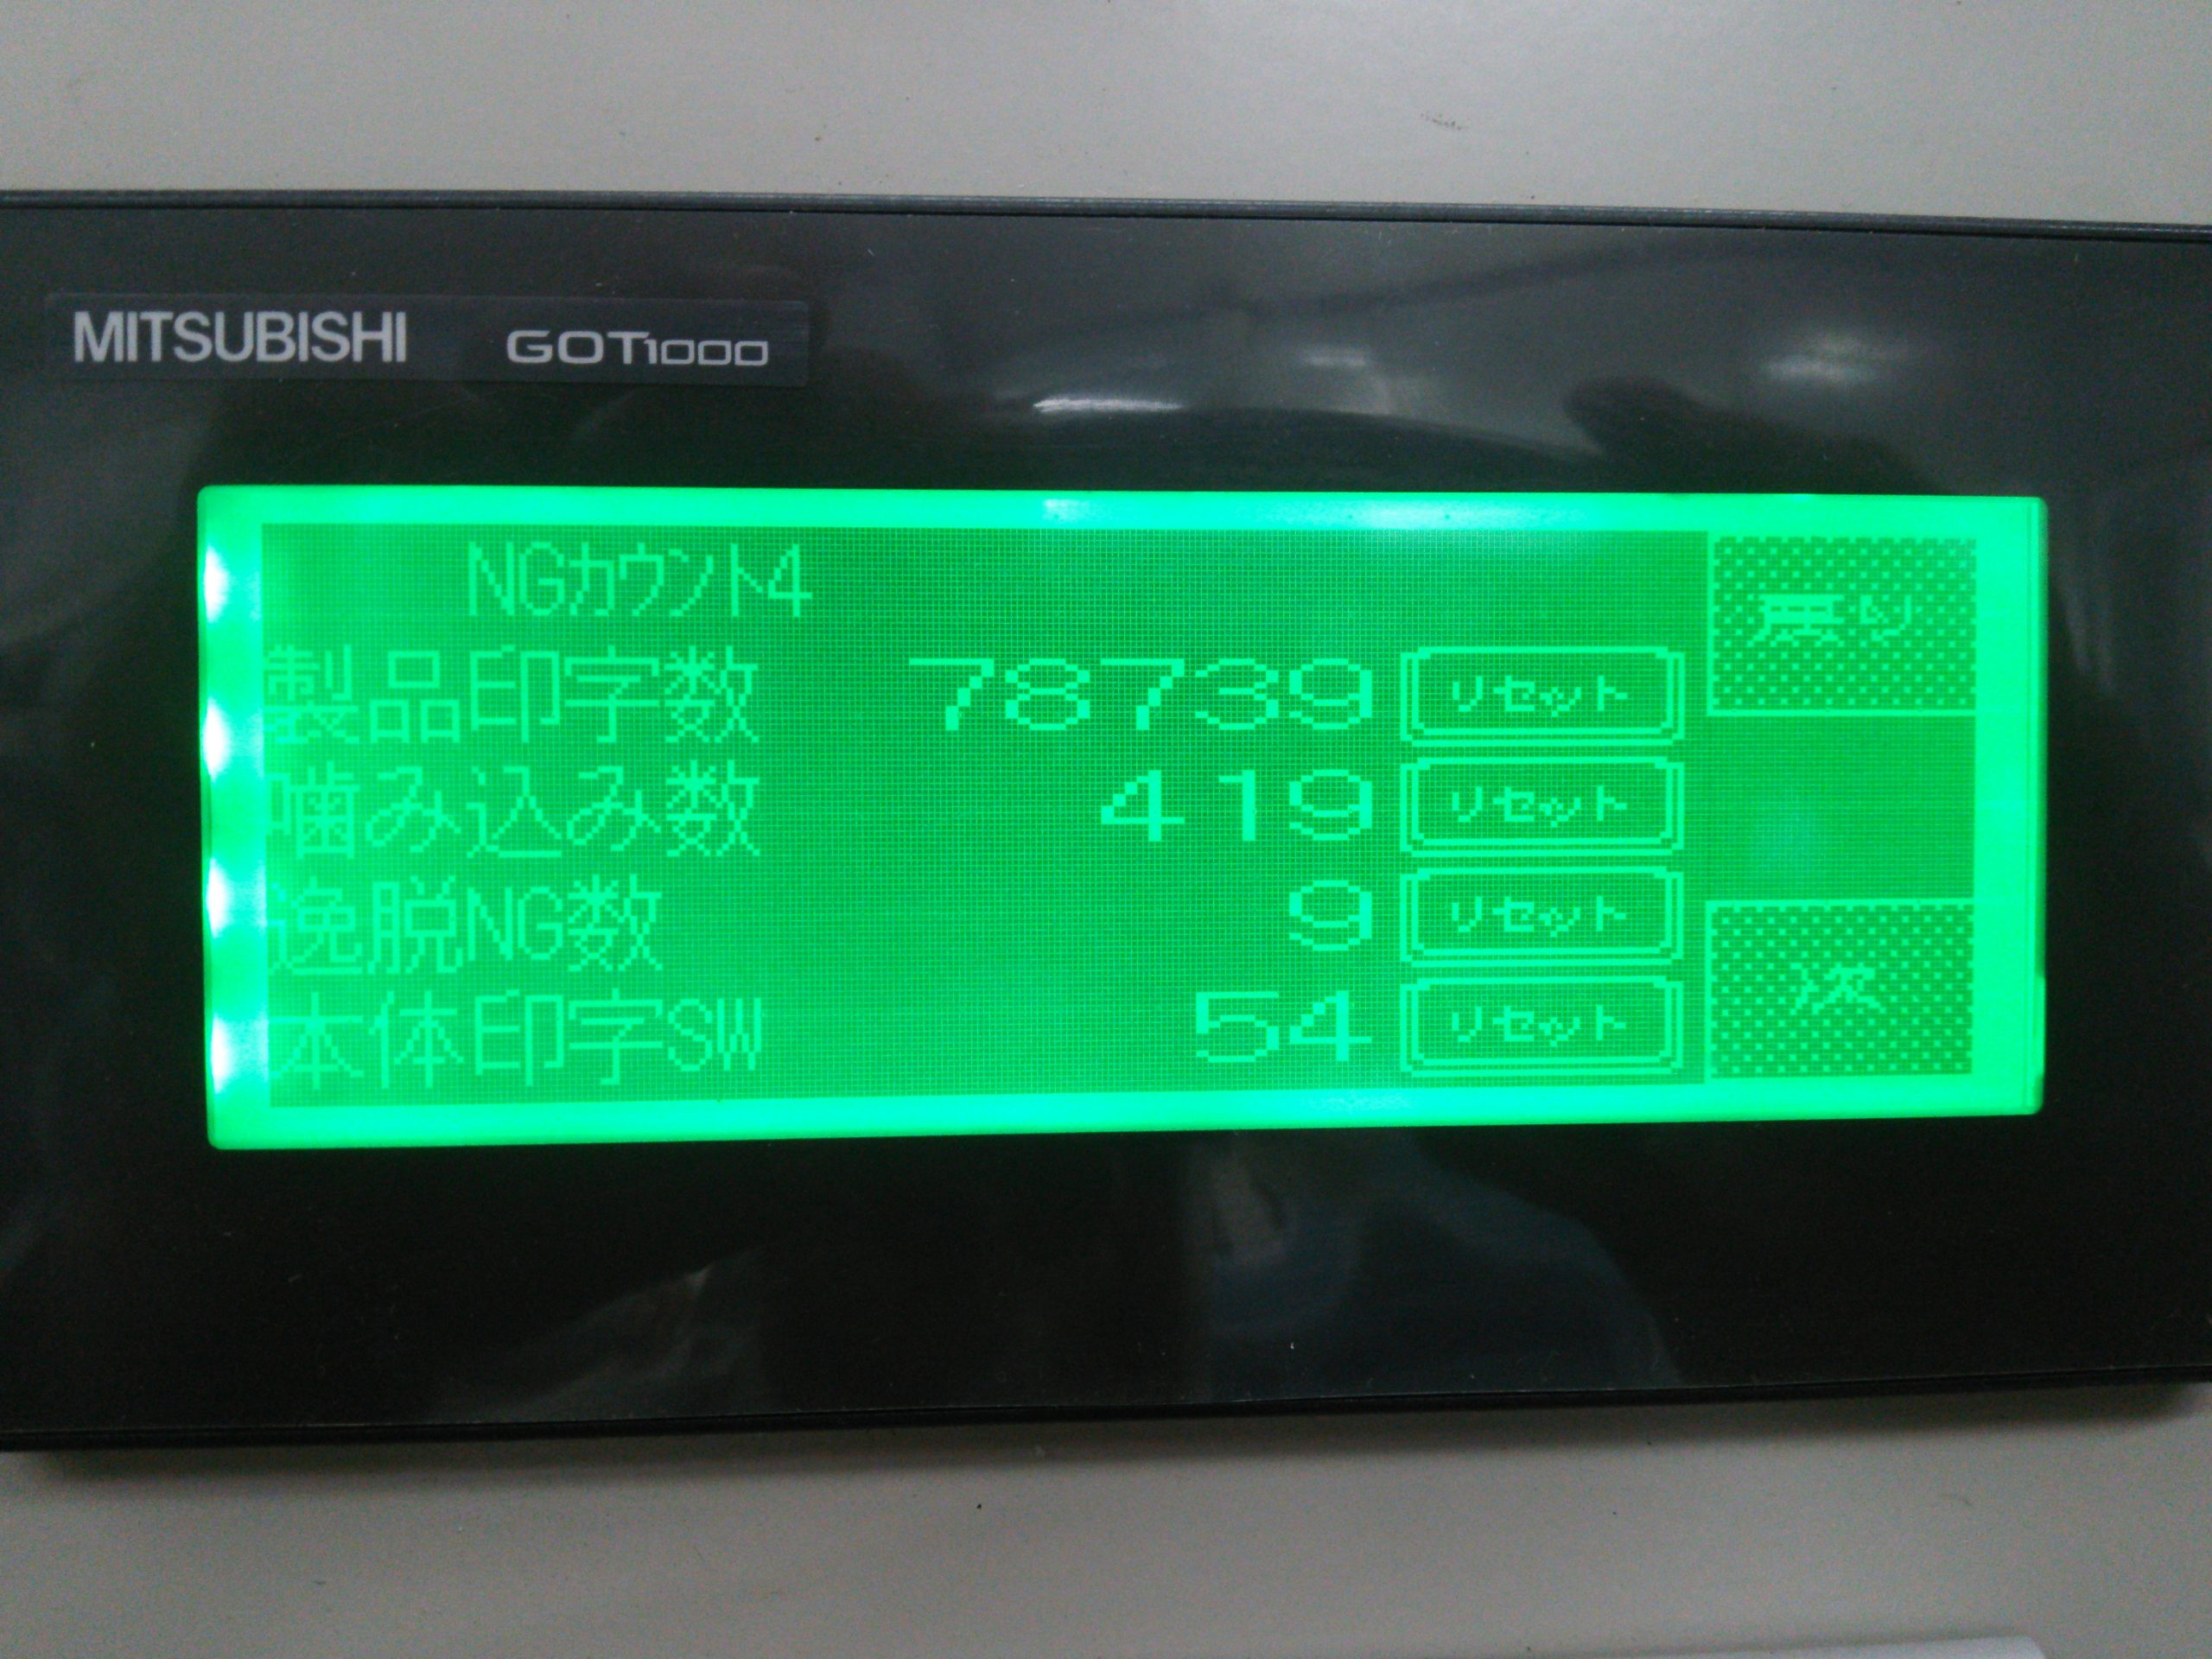 MITSUBISHI GOT1000
NGカウント4
戻り
製品印字数 78739 リセット
噛み込み数 419 リセット
逸脱NG数 9 リセット
本体印字SW 54 リセット
次